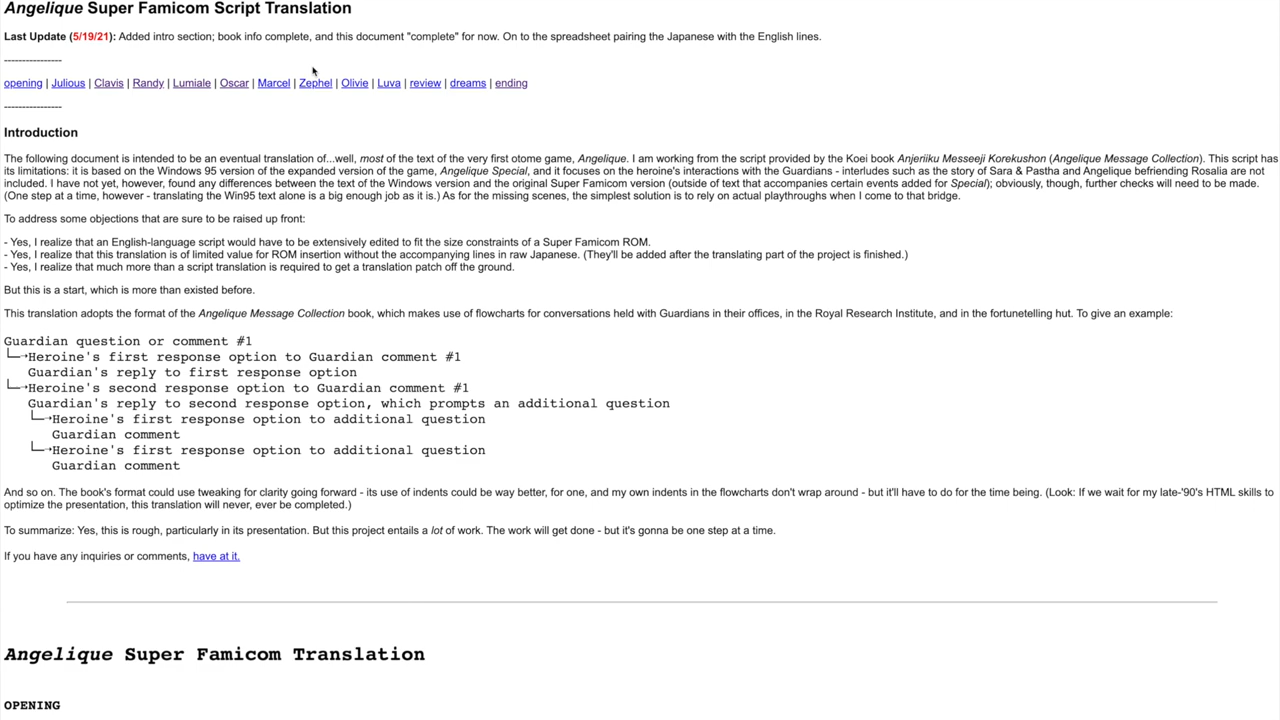 Angelique Super Famicom Script Translation
Last Update (5/19/21): Added intro section; book info complete, and this document "complete" for now. On to the spreadsheet pairing the Japanese with the English lines.
----------------
opening | Julious | Clavis | Randy | Lumiale | Oscar | Marcel | Zephel | Olivie | Luva | review | dreams | ending
----------------
Introduction
The following document is intended to be an eventual translation of...well, most of the text of the very first otome game, Angelique. I am working from the script provided by the Koei book Anjeriiku Messeeji Korekushon (Angelique Message Collection). This script has
its limitations: it is based on the Windows 95 version of the expanded version of the game, Angelique Special, and it focuses on the heroine's interactions with the Guardians - interludes such as the story of Sara & Pastha and Angelique befriending Rosalia are not
included. I have not yet, however, found any differences between the text of the Windows version and the original Super Famicom version (outside of text that accompanies certain events added for Special); obviously, though, further checks will need to be made.
(One step at a time, however - translating the Win95 text alone is a big enough job as it is.) As for the missing scenes, the simplest solution is to rely on actual playthroughs when I come to that bridge.
To address some objections that are sure to be raised up front:
- Yes, I realize that an English-language script would have to be extensively edited to fit the size constraints of a Super Famicom ROM.
- Yes, I realize that this translation is of limited value for ROM insertion without the accompanying lines in raw Japanese. (They'll be added after the translating part of the project is finished.)
- Yes, I realize that much more than a script translation is required to get a translation patch off the ground.
But this is a start, which is more than existed before.
This translation adopts the format of the Angelique Message Collection book, which makes use of flowcharts for conversations held with Guardians in their offices, in the Royal Research Institute, and in the fortunetelling hut. To give an example:
Guardian question or comment #1
└─→Heroine's first response option to Guardian comment #1
Guardian's reply to first response option
└─→Heroine's second response option to Guardian comment #1
Guardian's reply to second response option, which prompts an additional question
└─→Heroine's first response option to additional question
Guardian comment
└─→Heroine's first response option to additional question
Guardian comment
And so on. The book's format could use tweaking for clarity going forward - its use of indents could be way better, for one, and my own indents in the flowcharts don't wrap around - but it'll have to do for the time being. (Look: If we wait for my late-'90's HTML skills to
optimize the presentation, this translation will never, ever be completed.)
To summarize: Yes, this is rough, particularly in its presentation. But this project entails a lot of work. The work will get done - but it's gonna be one step at a time.
If you have any inquiries or comments, have at it.
Angelique Super Famicom Translation
OPENING